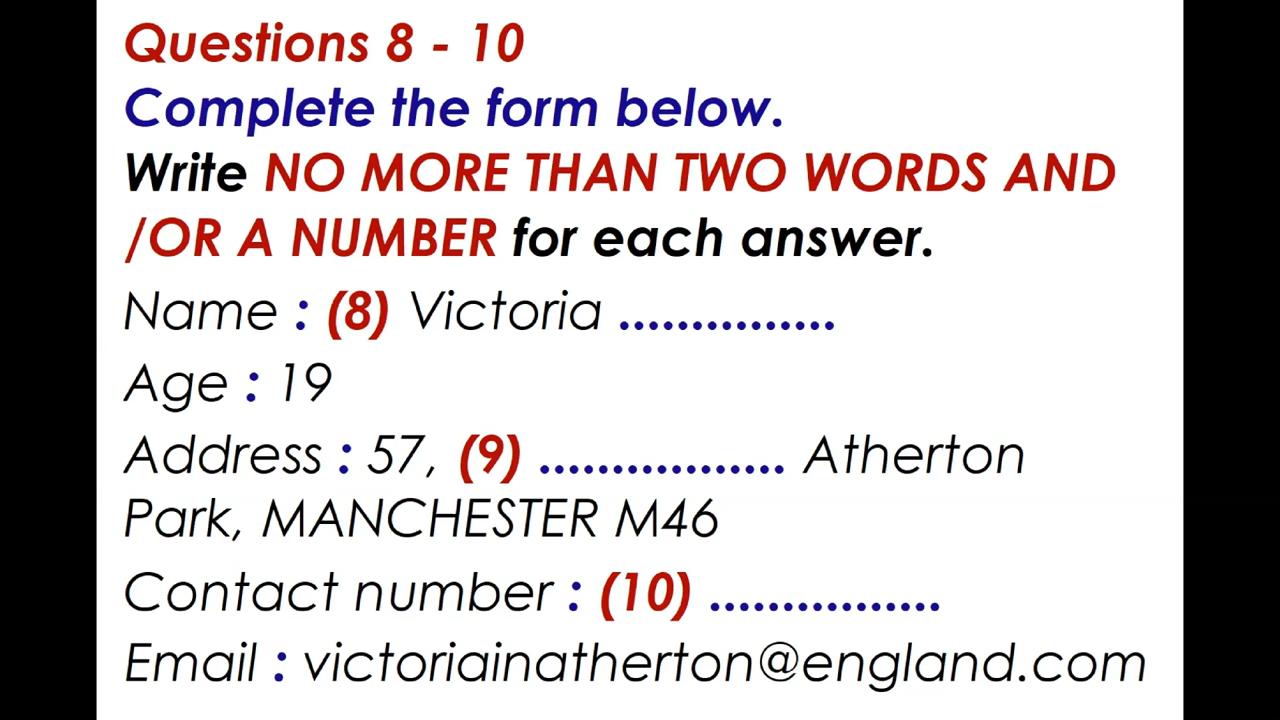 Questions 8 - 10
Complete the form below.
Write NO MORE THAN TWO WORDS AND
/OR A NUMBER for each answer.
Name : (8) Victoria ...............
Age : 19
Address : 57, (9) ................. Atherton
Park, MANCHESTER M46
Contact number : (10) ................
Email : victoriainatherton@england.com